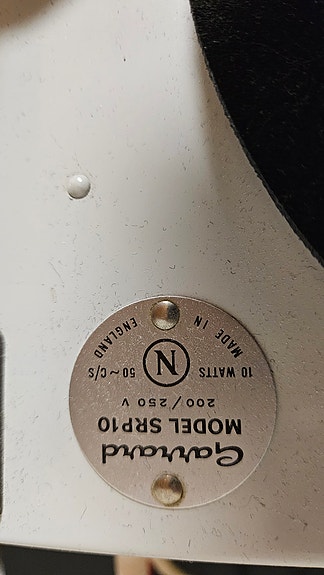 Garrard
MODEL SRP10
200/250 V
10 WATTS N 50~C/S
MADE IN ENGLAND